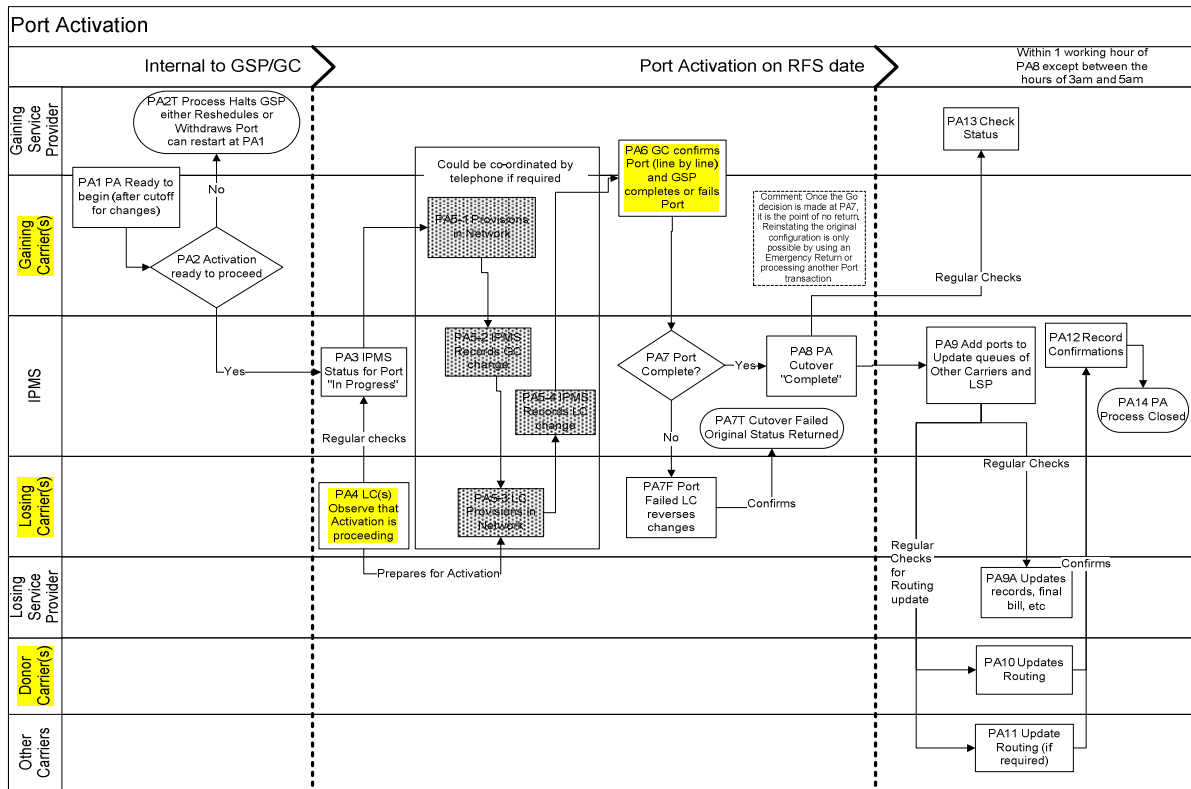 Port Activation
Internal to GSP/GC
Port Activation on RFS date
Within 1 working hour of
PA8 except between the
hours of 3am and 5am
Gaining
Service
Provider
PA2T Process Halts GSP
either Reshedules or
Withdraws Port
can restart at PA1
No
PA1 PA Ready to
begin (after cutoff
for changes)
Gaining
Carrier(s)
PA2 Activation
ready to proceed
Yes
Could be co-ordinated by
telephone if required
PA5-1 Provisions
in Network
PA6 GC confirms
Port (line by line)
and GSP
completes or fails
Port
Comment: Once the Go
decision is made at PA7,
it is the point of no return.
Reinstating the original
configuration is only
possible by using an
Emergency Return or
processing another Port
transaction
PA13 Check
Status
Regular Checks
IPMS
PA3 IPMS
Status for Port
"In Progress"
Regular checks
PA5-2 IPMS
Records GC
change
PA5-4 IPMS
Records LC
change
PA7 Port
Complete?
Yes
PA8 PA
Cutover
"Complete"
No
PA7T Cutover Failed
Original Status Returned
PA9 Add ports to
Update queues of
Other Carriers and
LSP
PA12 Record
Confirmations
PA14 PA
Process Closed
Regular Checks
Losing
Carrier(s)
PA4 LC(s)
Observe that
Activation is
proceeding
PA5-3 LC
Provisions in
Network
PA7F Port
Failed LC
reverses
changes
Confirms
Prepares for Activation
Regular
Checks
for
Routing
update
Losing
Service
Provider
PA9A Updates
records, final
bill, etc
Confirms
Donor
Carrier(s)
PA10 Updates
Routing
Other
Carriers
PA11 Update
Routing (if
required)